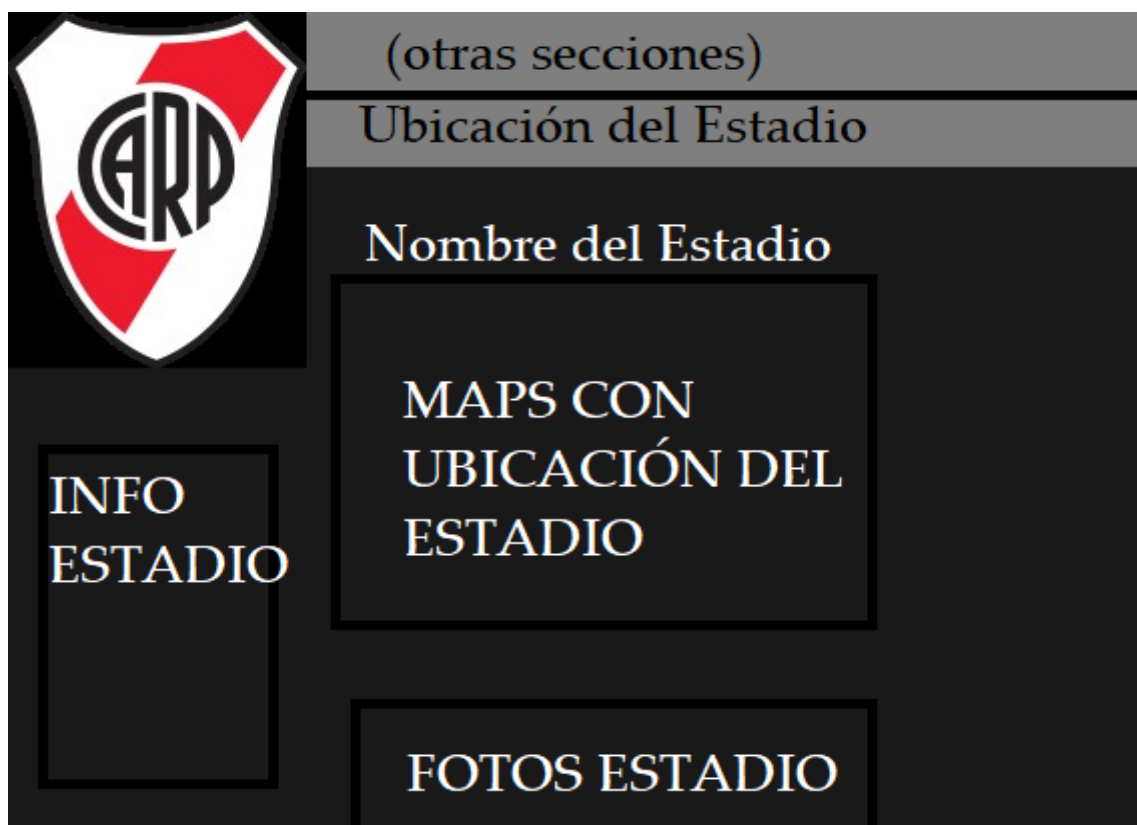 CARP
(otras secciones)
Ubicación del Estadio
Nombre del Estadio
MAPS CON
UBICACIÓN DEL
ESTADIO
INFO
ESTADIO
FOTOS ESTADIO